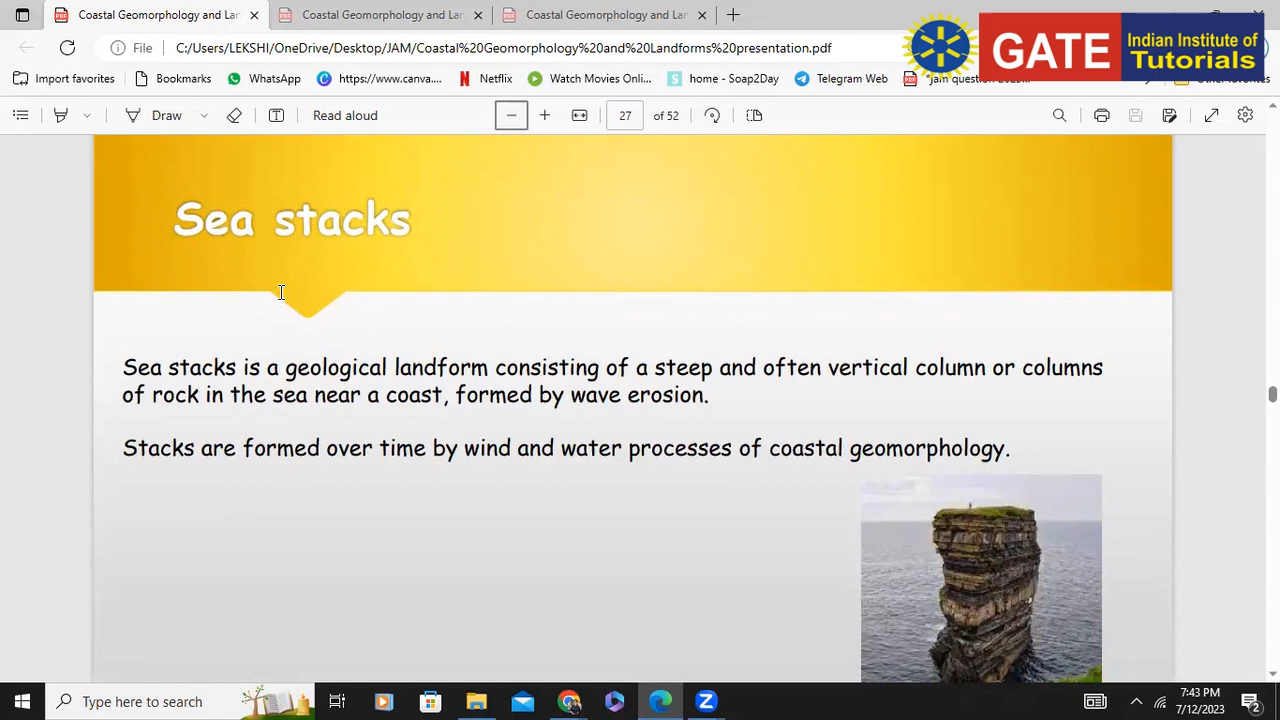 Coastal Geomorphology and Lan
Coastal Geomorphology and Lan
Coastal Geomorphology and Lan
File
C:/Users/LEKSHI/OneDrive/Desktop/JAM/Coastal%20Geomorphology%20and%20Landforms%20presentation.pdf
GATE
Indian Institute of
Tutorials
Import favorites
Bookmarks
WhatsApp
https://www.canva....
Netflix
Watch Movies Onl...
home - Soap2Day
Telegram Web
Draw
Read aloud
27
of 52
Sea stacks
Sea stacks is a geological landform consisting of a steep and often vertical column or columns
of rock in the sea near a coast, formed by wave erosion.
Stacks are formed over time by wind and water processes of coastal geomorphology.
Type here to search
7:43 PM
7/12/2023
2